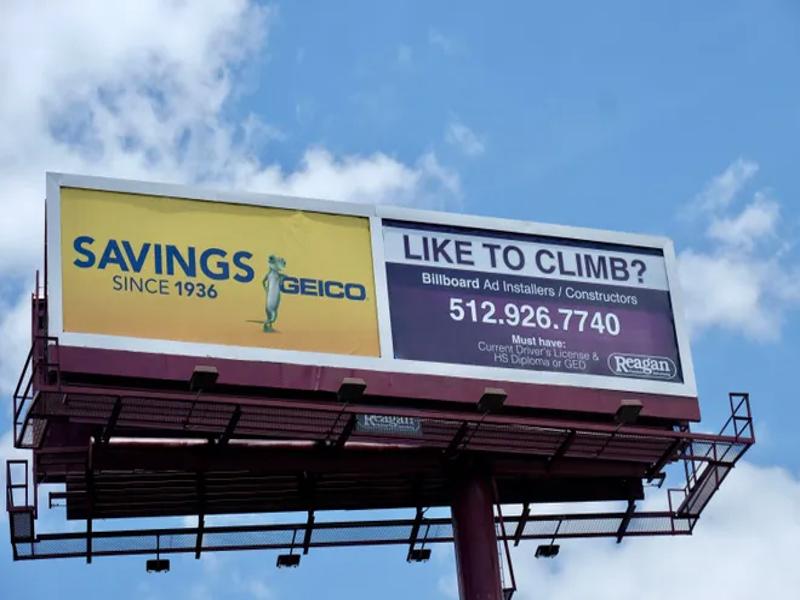 SAVINGS
SINCE 1936
GEICO
LIKE TO CLIMB?
Billboard Ad Installers / Constructors
512.926.7740
Must have:
Current Driver's License &
HS Diploma or GED
Reagan
Reagan